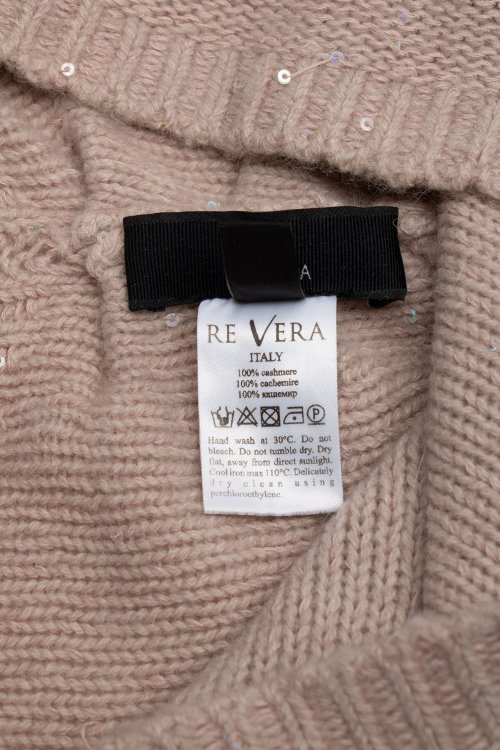 A
RE VERA
ITALY
100% cashmere
100% cachemire
100% кашемир
P
Hand wash at 30°C. Do not
bleach. Do not tumble dry. Dry
flat, away from direct sunlight.
Cool iron max 110°C. Delicately
dry clean using
perchloroethylene.